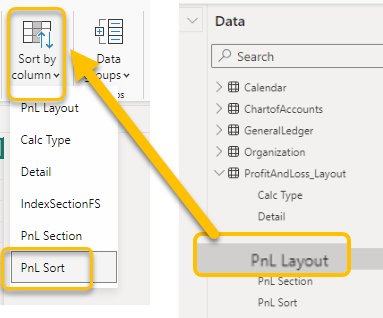 Sort by
column
Data
groups
PnL Layout
Calc Type
Detail
IndexSectionFS
PnL Section
PnL Sort
Data
Search
Calendar
ChartofAccounts
GeneralLedger
Organization
ProfitAndLoss_Layout
Calc Type
Detail
PnL Layout
PnL Section
PnL Sort